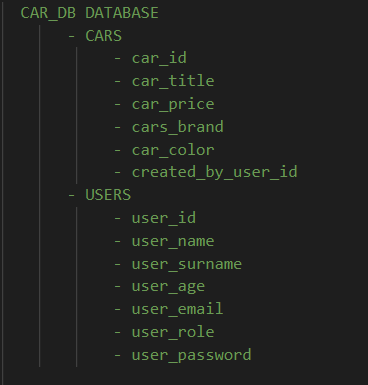 CAR_DB DATABASE
- CARS
- car_id
- car_title
- car_price
- cars_brand
- car_color
- created_by_user_id
- USERS
- user_id
- user_name
- user_surname
- user_age
- user_email
- user_role
- user_password